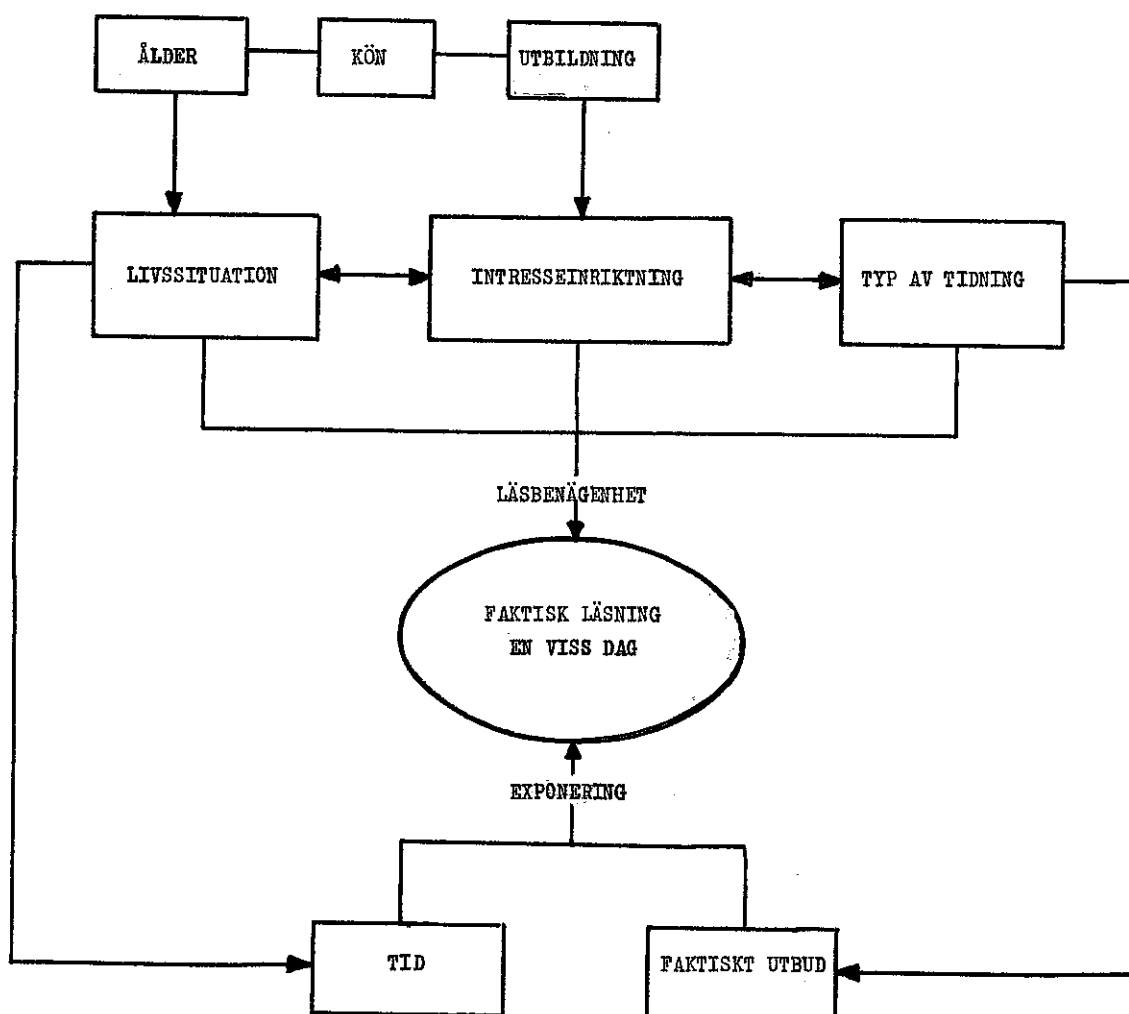 ÅLDER
KÖN
UTBILDNING
LIVSSITUATION
INTRESSEINRIKTNING
TYP AV TIDNING
LÄSBENÄGENHET
FAKTISK LÄSNING
EN VISS DAG
EXPONERING
TID
FAKTISKT UTBUD